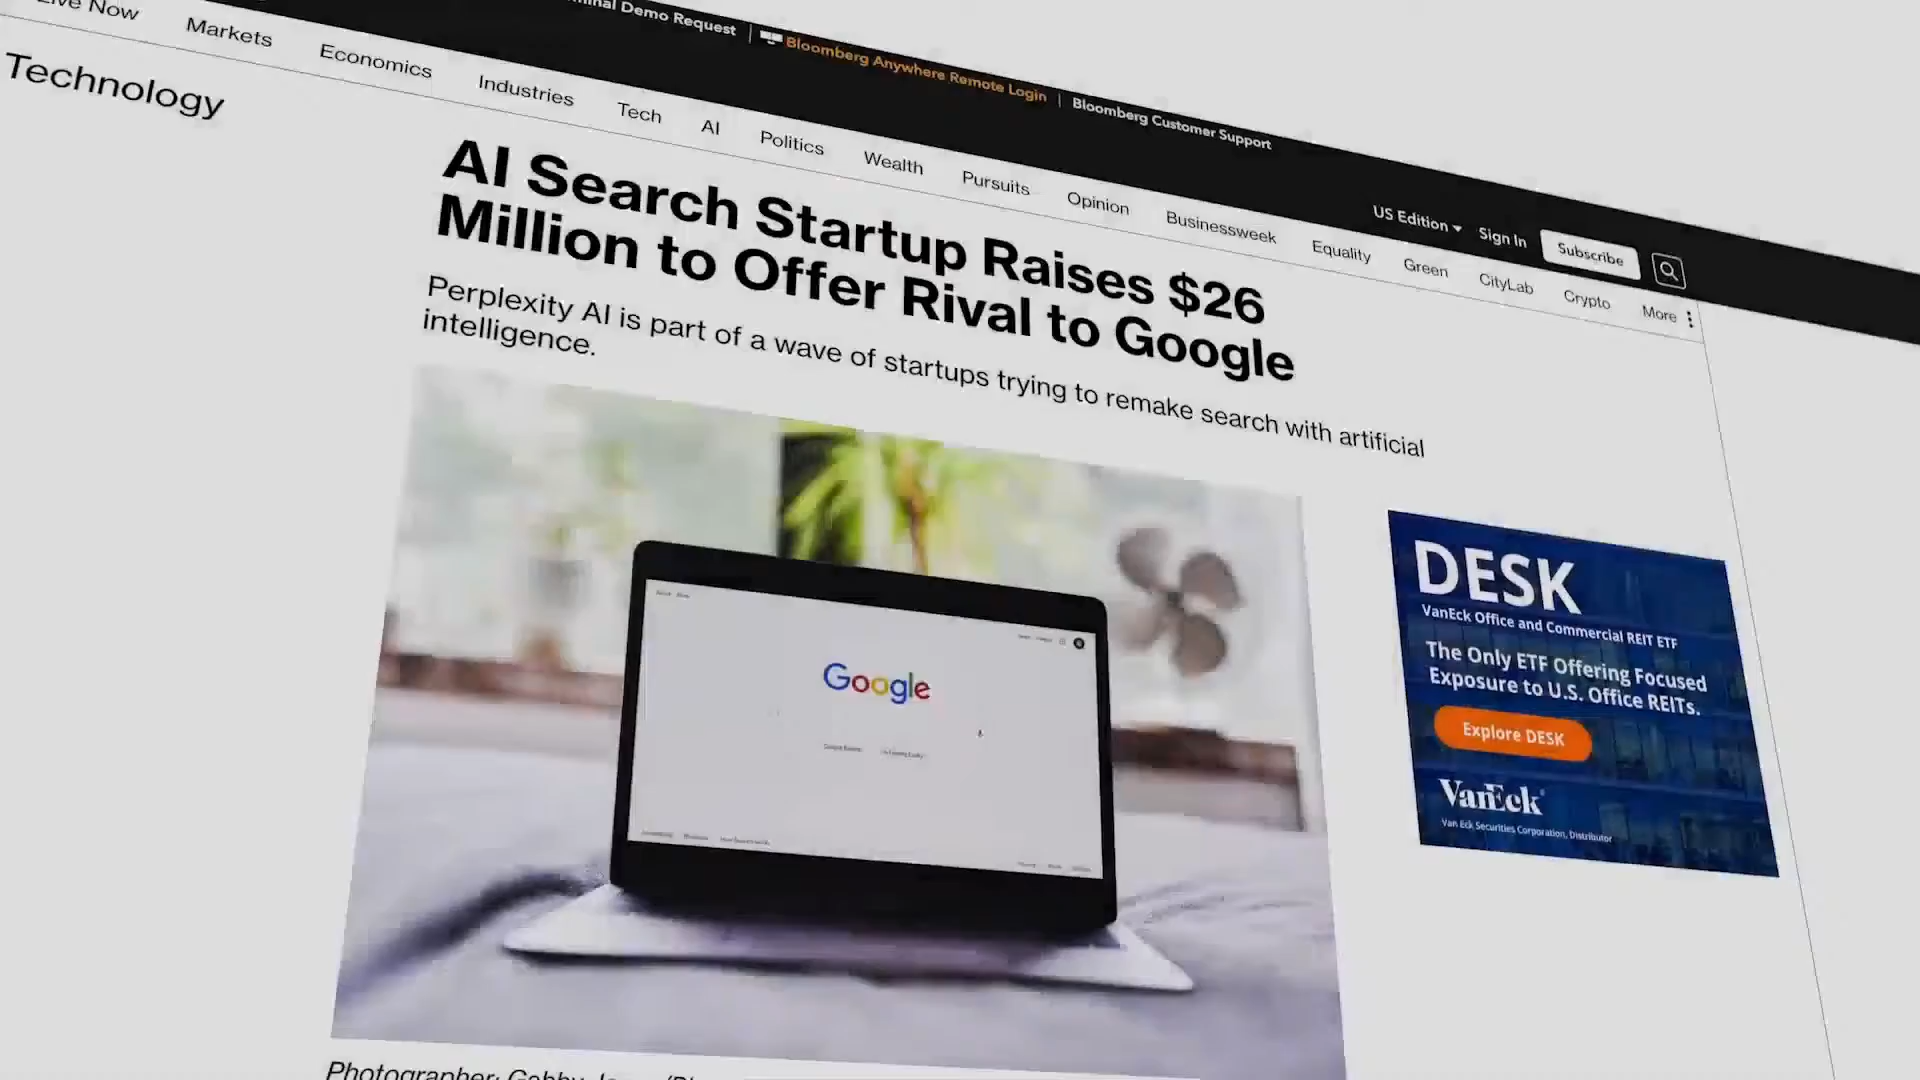 Demo Request | Bloomberg Anywhere Remote Login | Bloomberg Customer Support
Live Now Markets Economics Industries Tech AI Politics Wealth Pursuits Opinion Businessweek Equality Green CityLab Crypto More
US Edition Sign In Subscribe
Technology
AI Search Startup Raises $26
Million to Offer Rival to Google
Perplexity AI is part of a wave of startups trying to remake search with artificial
intelligence.
Google
DESK
VanEck Office and Commercial REIT ETF
The Only ETF Offering Focused
Exposure to U.S. Office REITs.
Explore DESK
VanEck®
Van Eck Securities Corporation, Distributor
Photographer: Gabby